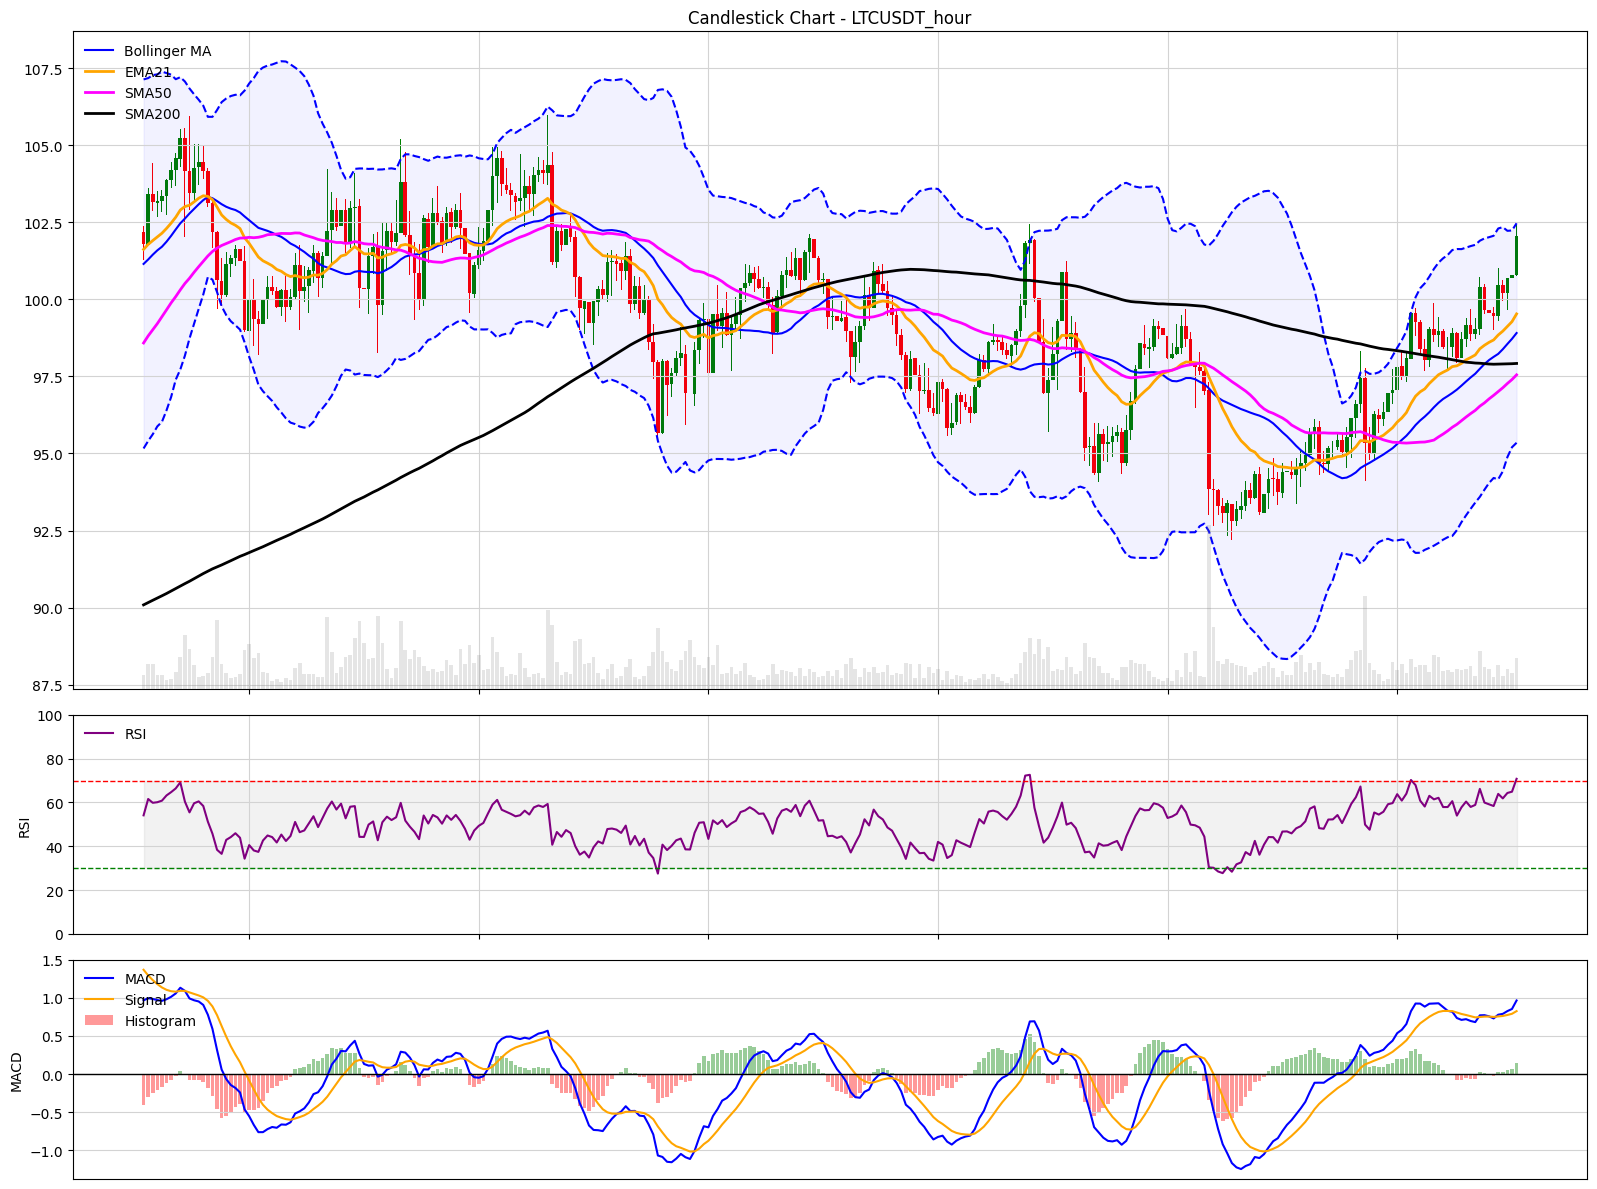 Candlestick Chart - LTCUSDT_hour
Bollinger MA
EMA21
SMA50
SMA200
107.5
105.0
102.5
100.0
97.5
95.0
92.5
90.0
87.5
RSI
RSI
100
80
60
40
20
0
MACD
Signal
Histogram
MACD
1.5
1.0
0.5
0.0
−0.5
−1.0